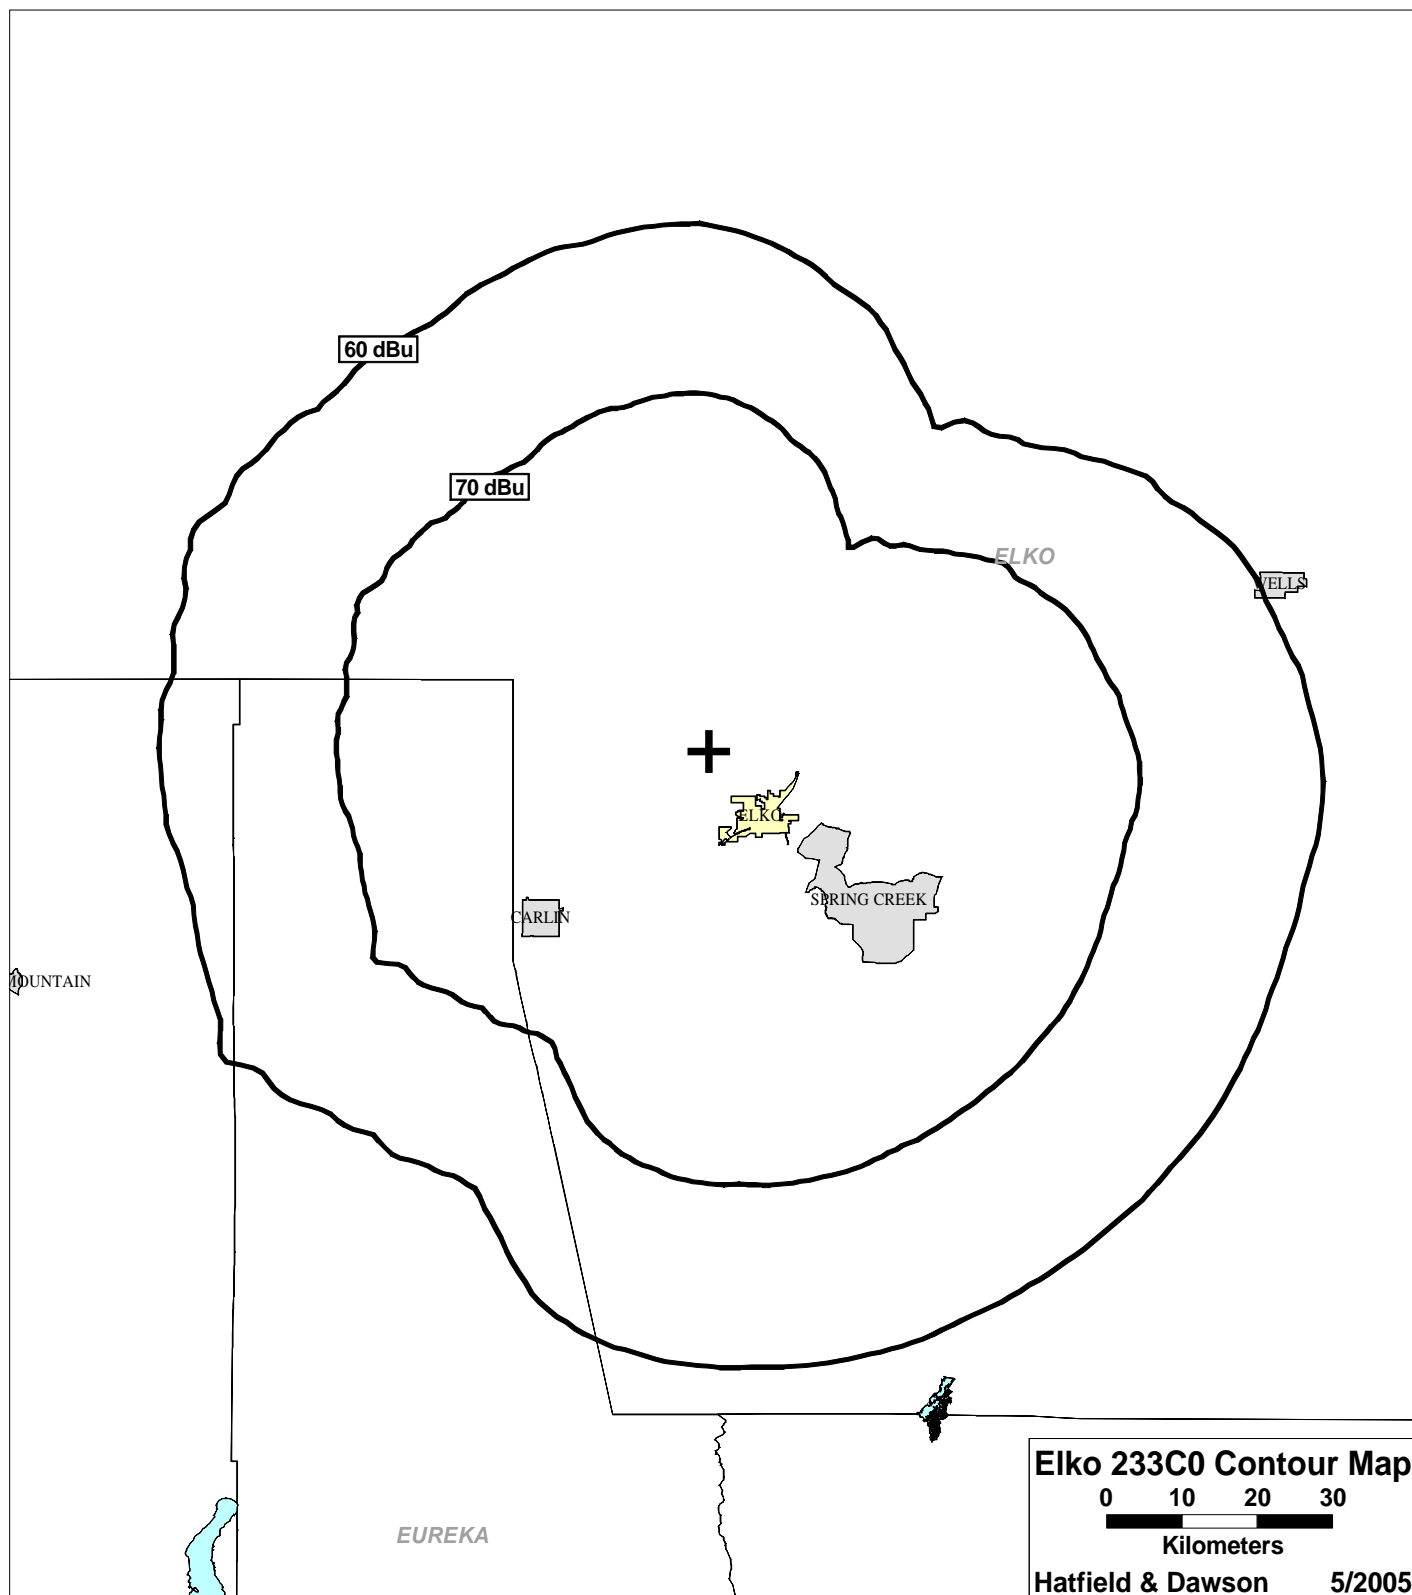 60 dBu
70 dBu
ELKO
WELLS
ELKO
SPRING CREEK
CARLIN
MOUNTAIN
EUREKA
Elko 233C0 Contour Map
0 10 20 30
Kilometers
Hatfield & Dawson 5/2005